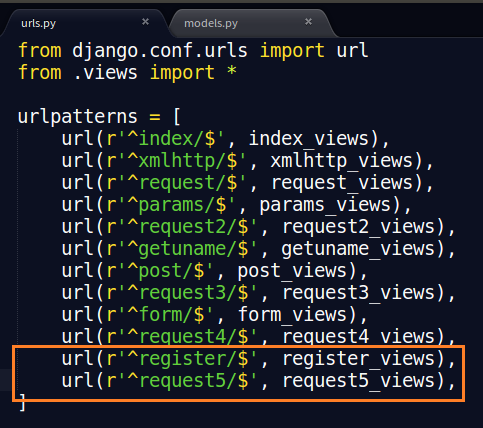 urls.py × models.py ×
from django.conf.urls import url
from .views import *
urlpatterns = [
    url(r'^index/$', index_views),
    url(r'^xmlhttp/$', xmlhttp_views),
    url(r'^request/$', request_views),
    url(r'^params/$', params_views),
    url(r'^request2/$', request2_views),
    url(r'^getuname/$', getuname_views),
    url(r'^post/$', post_views),
    url(r'^request3/$', request3_views),
    url(r'^form/$', form_views),
    url(r'^request4/$', request4_views),
    url(r'^register/$', register_views),
    url(r'^request5/$', request5_views),
]